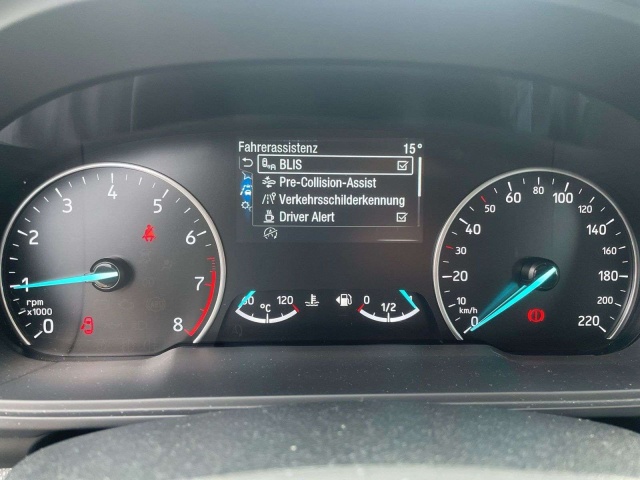 Fahrerassistenz 15°
BLIS
Pre-Collision-Assist
Verkehrsschilderkennung
Driver Alert
0 1 2 3 4 5 6 7 8
rpm
x1000
60 °C 120
0 1/2 1
0 10 20 30 40 50 60 80 100 120 140 160 180 200 220
km/h